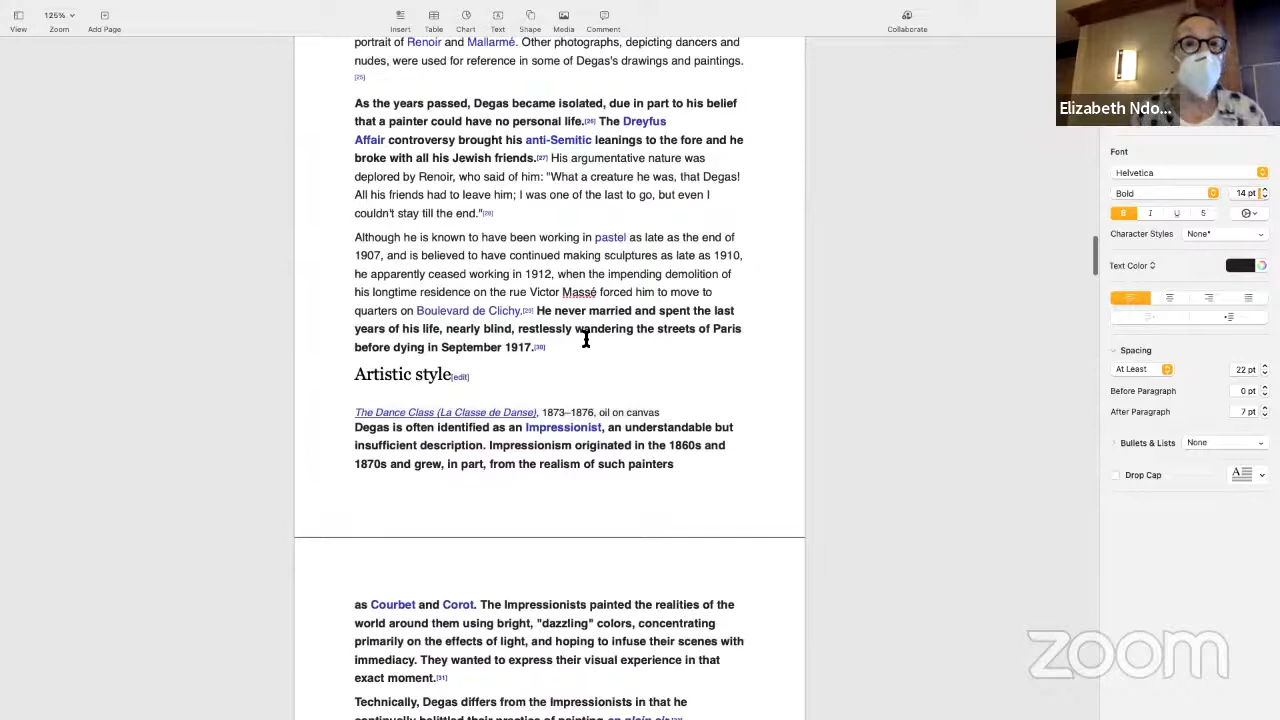 125%
View
Zoom
Add Page
Insert
Table
Chart
Text
Shape
Media
Comment
Collaborate
Elizabeth Ndo...
portrait of Renoir and Mallarmé. Other photographs, depicting dancers and
nudes, were used for reference in some of Degas's drawings and paintings.
[25]
As the years passed, Degas became isolated, due in part to his belief
that a painter could have no personal life.[26] The Dreyfus
Affair controversy brought his anti-Semitic leanings to the fore and he
broke with all his Jewish friends.[27] His argumentative nature was
deplored by Renoir, who said of him: "What a creature he was, that Degas!
All his friends had to leave him; I was one of the last to go, but even I
couldn't stay till the end."[28]
Although he is known to have been working in pastel as late as the end of
1907, and is believed to have continued making sculptures as late as 1910,
he apparently ceased working in 1912, when the impending demolition of
his longtime residence on the rue Victor Massé forced him to move to
quarters on Boulevard de Clichy.[29] He never married and spent the last
years of his life, nearly blind, restlessly wandering the streets of Paris
before dying in September 1917.[30]
Artistic style[edit]
The Dance Class (La Classe de Danse), 1873–1876, oil on canvas
Degas is often identified as an Impressionist, an understandable but
insufficient description. Impressionism originated in the 1860s and
1870s and grew, in part, from the realism of such painters
as Courbet and Corot. The Impressionists painted the realities of the
world around them using bright, "dazzling" colors, concentrating
primarily on the effects of light, and hoping to infuse their scenes with
immediacy. They wanted to express their visual experience in that
exact moment.[31]
Technically, Degas differs from the Impressionists in that he
continually belittled their practice of painting en plein air.
Font
Helvetica
Bold
14 pt
B
I
U
S
Character Styles
None*
Text Color
Spacing
At Least
22 pt
Before Paragraph
0 pt
After Paragraph
7 pt
Bullets & Lists
None
Drop Cap
A
zoom